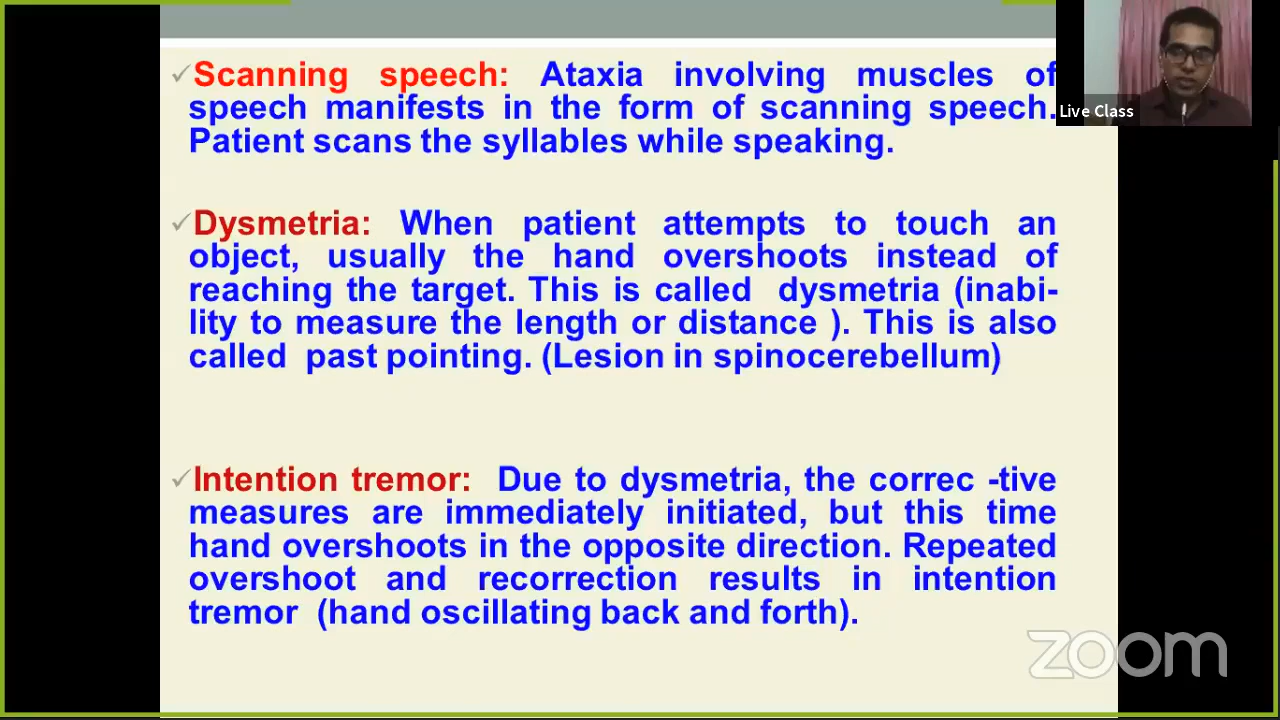 ✓Scanning speech: Ataxia involving muscles of
speech manifests in the form of scanning speech.
Patient scans the syllables while speaking.
✓Dysmetria: When patient attempts to touch an
object, usually the hand overshoots instead of
reaching the target. This is called dysmetria (inabi-
lity to measure the length or distance ). This is also
called past pointing. (Lesion in spinocerebellum)
✓Intention tremor: Due to dysmetria, the correc -tive
measures are immediately initiated, but this time
hand overshoots in the opposite direction. Repeated
overshoot and recorrection results in intention
tremor (hand oscillating back and forth).
Live Class
zoom